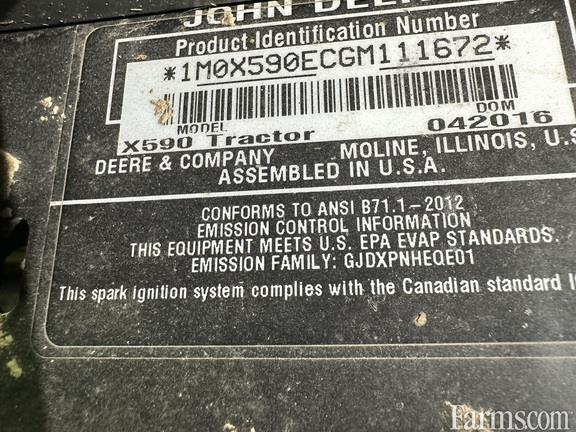 JOHN DEERE
Product Identification Number
*1M0X590ECGM111672*
MODEL DOM
X590 Tractor 042016
DEERE & COMPANY MOLINE, ILLINOIS, U.S
ASSEMBLED IN U.S.A.
CONFORMS TO ANSI B71.1-2012
EMISSION CONTROL INFORMATION
THIS EQUIPMENT MEETS U.S. EPA EVAP STANDARDS.
EMISSION FAMILY: GJDXPNHEQE01
This spark ignition system complies with the Canadian standard I
Farms.com